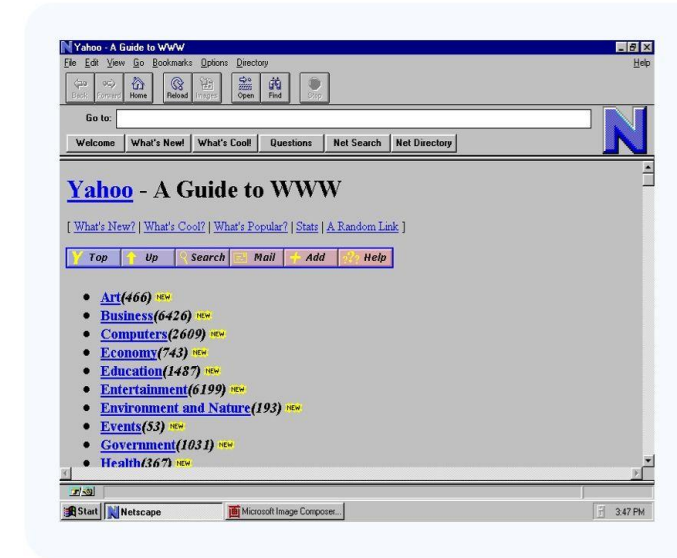 Yahoo - A Guide to WWW
File Edit View Go Bookmarks Options Directory Help
Back Forward Home Reload Images Open Find Stop
Go to:
Welcome What's New! What's Cool! Questions Net Search Net Directory
N
Yahoo - A Guide to WWW
[ What's New? | What's Cool? | What's Popular? | Stats | A Random Link ]
Y Top Up Search Mail Add ??? Help
Art(466) NEW
Business(6426) NEW
Computers(2609) NEW
Economy(743) NEW
Education(1487) NEW
Entertainment(6199) NEW
Environment and Nature(193) NEW
Events(53) NEW
Government(1031) NEW
Health(367) NEW
Start Netscape Microsoft Image Composer... 3:47 PM